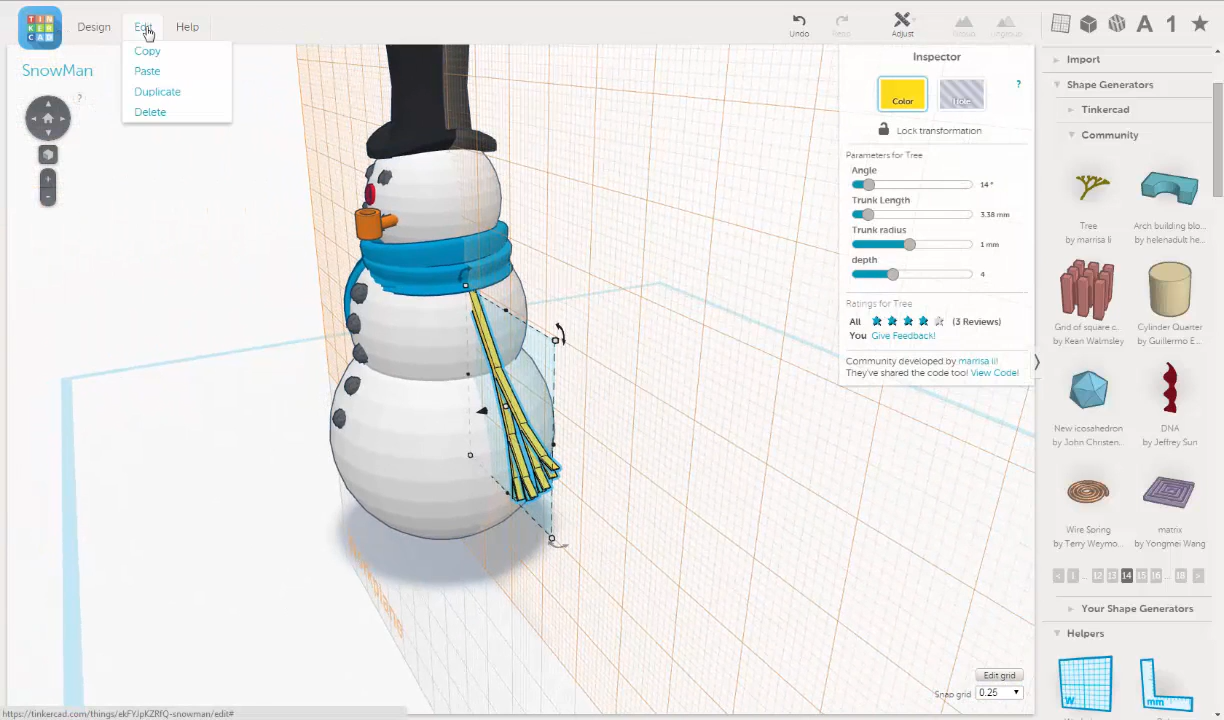 TIN
KER
CAD
Design
Edit
Help
Copy
Paste
Duplicate
Delete
SnowMan
?
Undo
Redo
Adjust
Group
Ungroup
Inspector
Color
Hole
?
Lock transformation
Parameters for Tree
Angle
14 °
Trunk Length
3.38 mm
Trunk radius
1 mm
depth
4
Ratings for Tree
All (3 Reviews)
You Give Feedback!
Community developed by marrisa li!
They've shared the code too! View Code!
A 1
Import
Shape Generators
Tinkercad
Community
Tree
by marisa li
Arch building blo...
by helenadult he...
Grid of square c...
by Kean Walmsley
Cylinder Quarter
by Guillermo E...
New icosahedron
by John Christen...
DNA
by Jeffrey Sun
Wire Spring
by Terry Weymo...
matrix
by Yongmei Wang
< 1 ... 12 13 14 15 16 ... 18 >
Your Shape Generators
Helpers
W
mm
Edit grid
Snap grid 0.25
https://tinkercad.com/things/ekFYJpKZRfQ-snowman/edit#